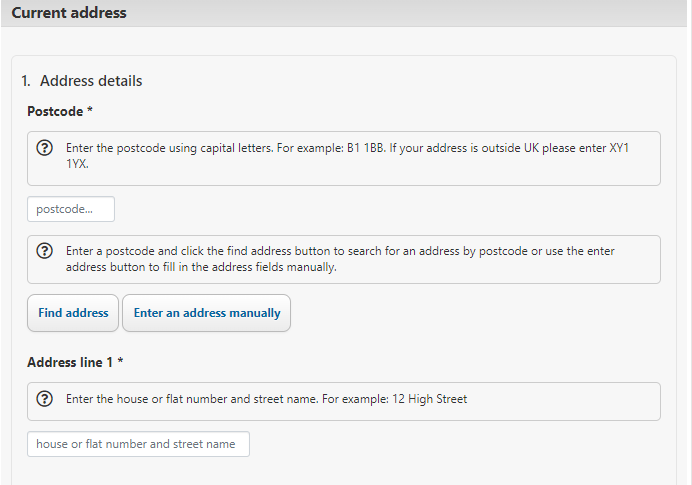 Current address
1. Address details
Postcode *
Enter the postcode using capital letters. For example: B1 1BB. If your address is outside UK please enter XY1
1YX.
postcode...
Enter a postcode and click the find address button to search for an address by postcode or use the enter
address button to fill in the address fields manually.
Find address
Enter an address manually
Address line 1 *
Enter the house or flat number and street name. For example: 12 High Street
house or flat number and street name